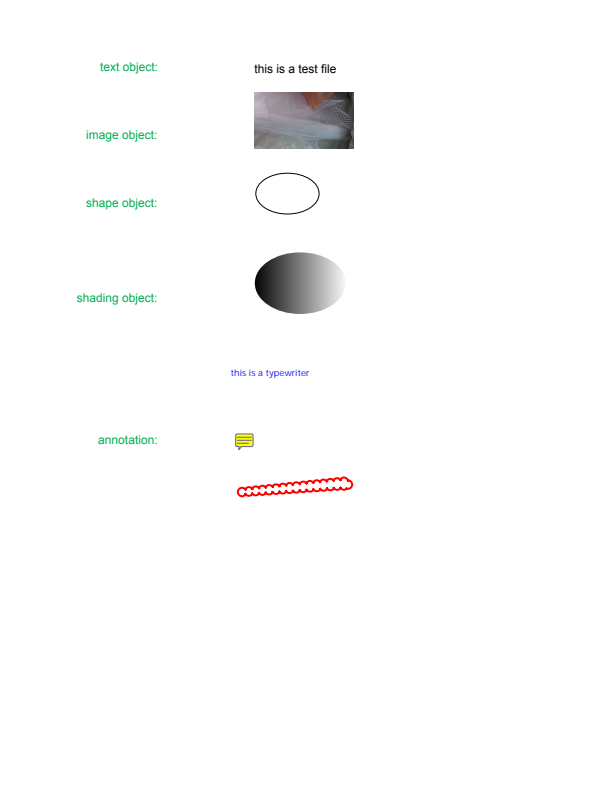 text object:
this is a test file
image object:
shape object:
shading object:
this is a typewriter
annotation: